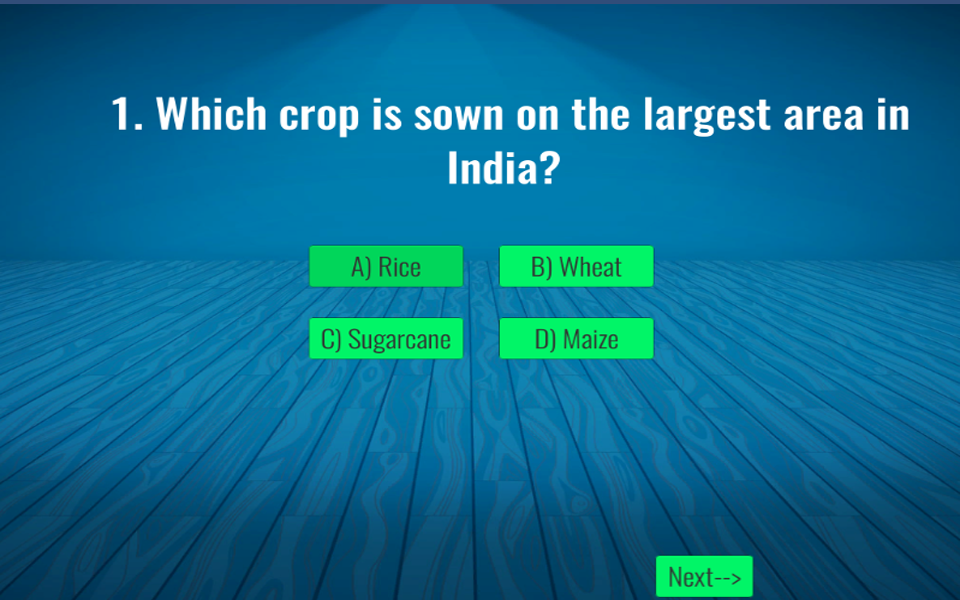 1. Which crop is sown on the largest area in
India?
A) Rice
B) Wheat
C) Sugarcane
D) Maize
Next-->